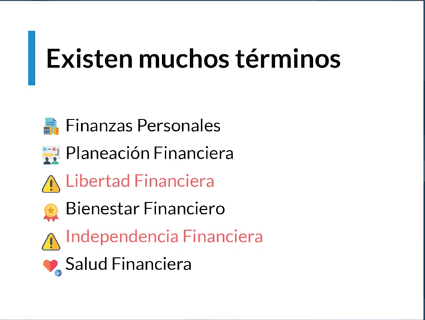 Existen muchos términos
Finanzas Personales
Planeación Financiera
Libertad Financiera
Bienestar Financiero
Independencia Financiera
Salud Financiera